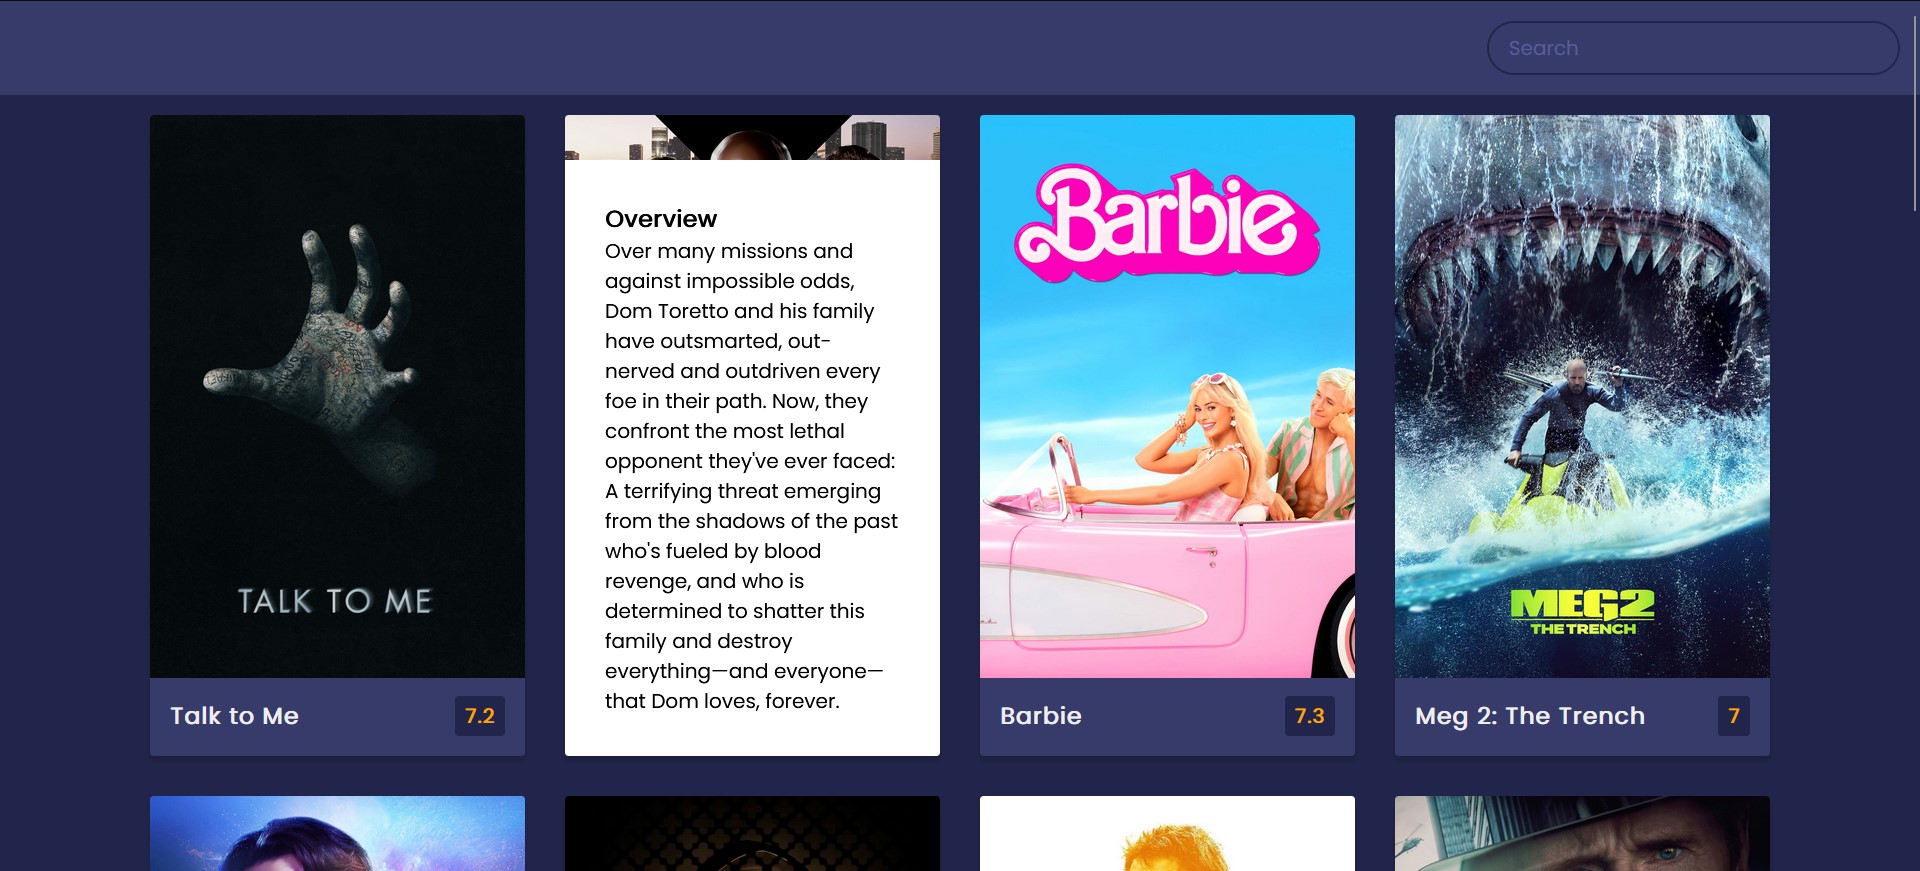 Search
TALK TO ME
Talk to Me
7.2
Overview
Over many missions and
against impossible odds,
Dom Toretto and his family
have outsmarted, out-
nerved and outdriven every
foe in their path. Now, they
confront the most lethal
opponent they've ever faced:
A terrifying threat emerging
from the shadows of the past
who's fueled by blood
revenge, and who is
determined to shatter this
family and destroy
everything—and everyone—
that Dom loves, forever.
Barbie
Barbie
7.3
MEG2
THE TRENCH
Meg 2: The Trench
7